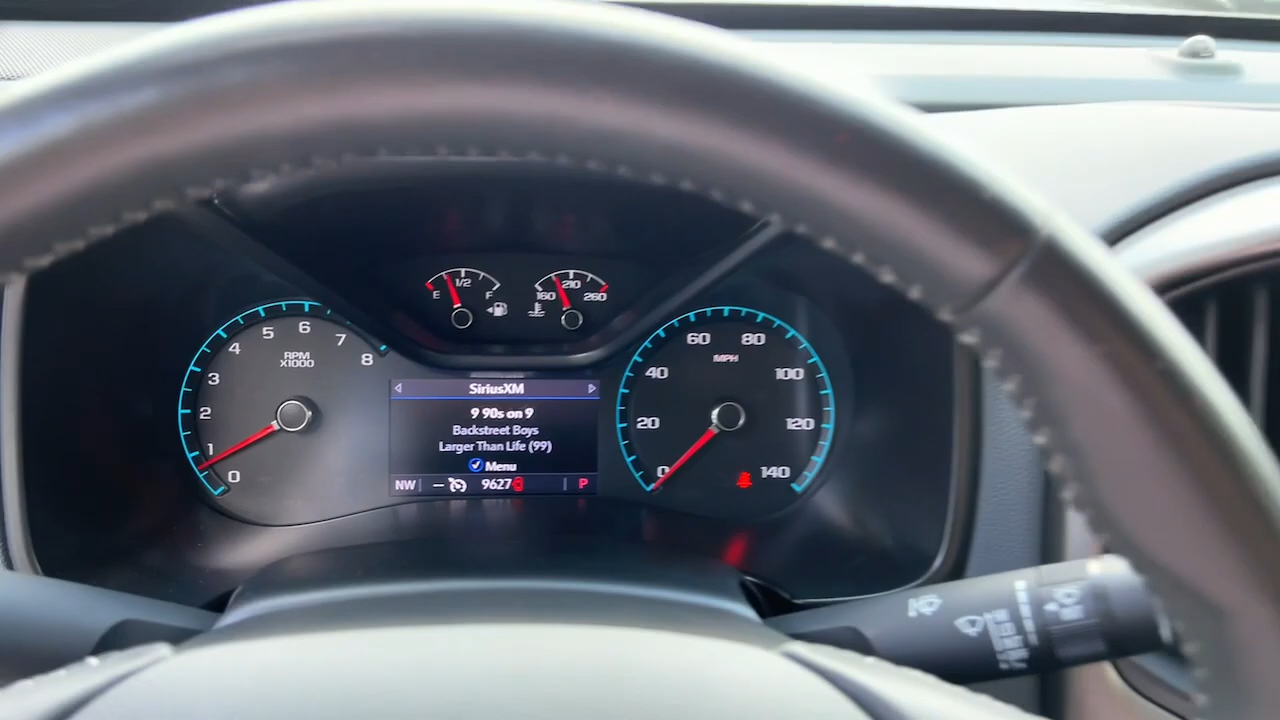 E 1/2 F
160 210 260
0 1 2 3 4 5 6 7 8
RPM
X1000
SiriusXM
9 90s on 9
Backstreet Boys
Larger Than Life (99)
Menu
NW 9627 P
0 20 40 60 80 100 120 140
MPH